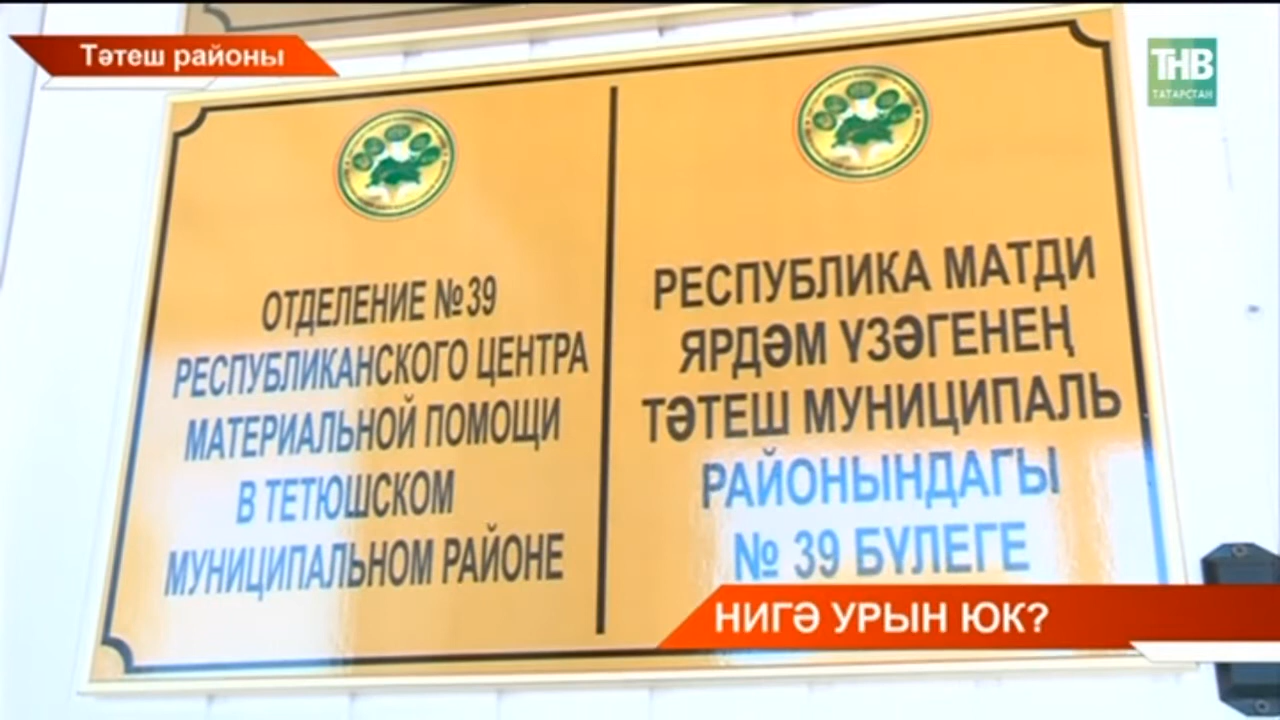 Тәтеш районы
ТНВ
ТАТАРСТАН
ОТДЕЛЕНИЕ №39
РЕСПУБЛИКАНСКОГО ЦЕНТРА
МАТЕРИАЛЬНОЙ ПОМОЩИ
В ТЕТЮШСКОМ
МУНИЦИПАЛЬНОМ РАЙОНЕ
РЕСПУБЛИКА МАТДИ
ЯРДӘМ ҮЗӘГЕНЕҢ
ТӘТЕШ МУНИЦИПАЛЬ
РАЙОНЫНДАГЫ
№ 39 БҮЛЕГЕ
НИГӘ УРЫН ЮК?